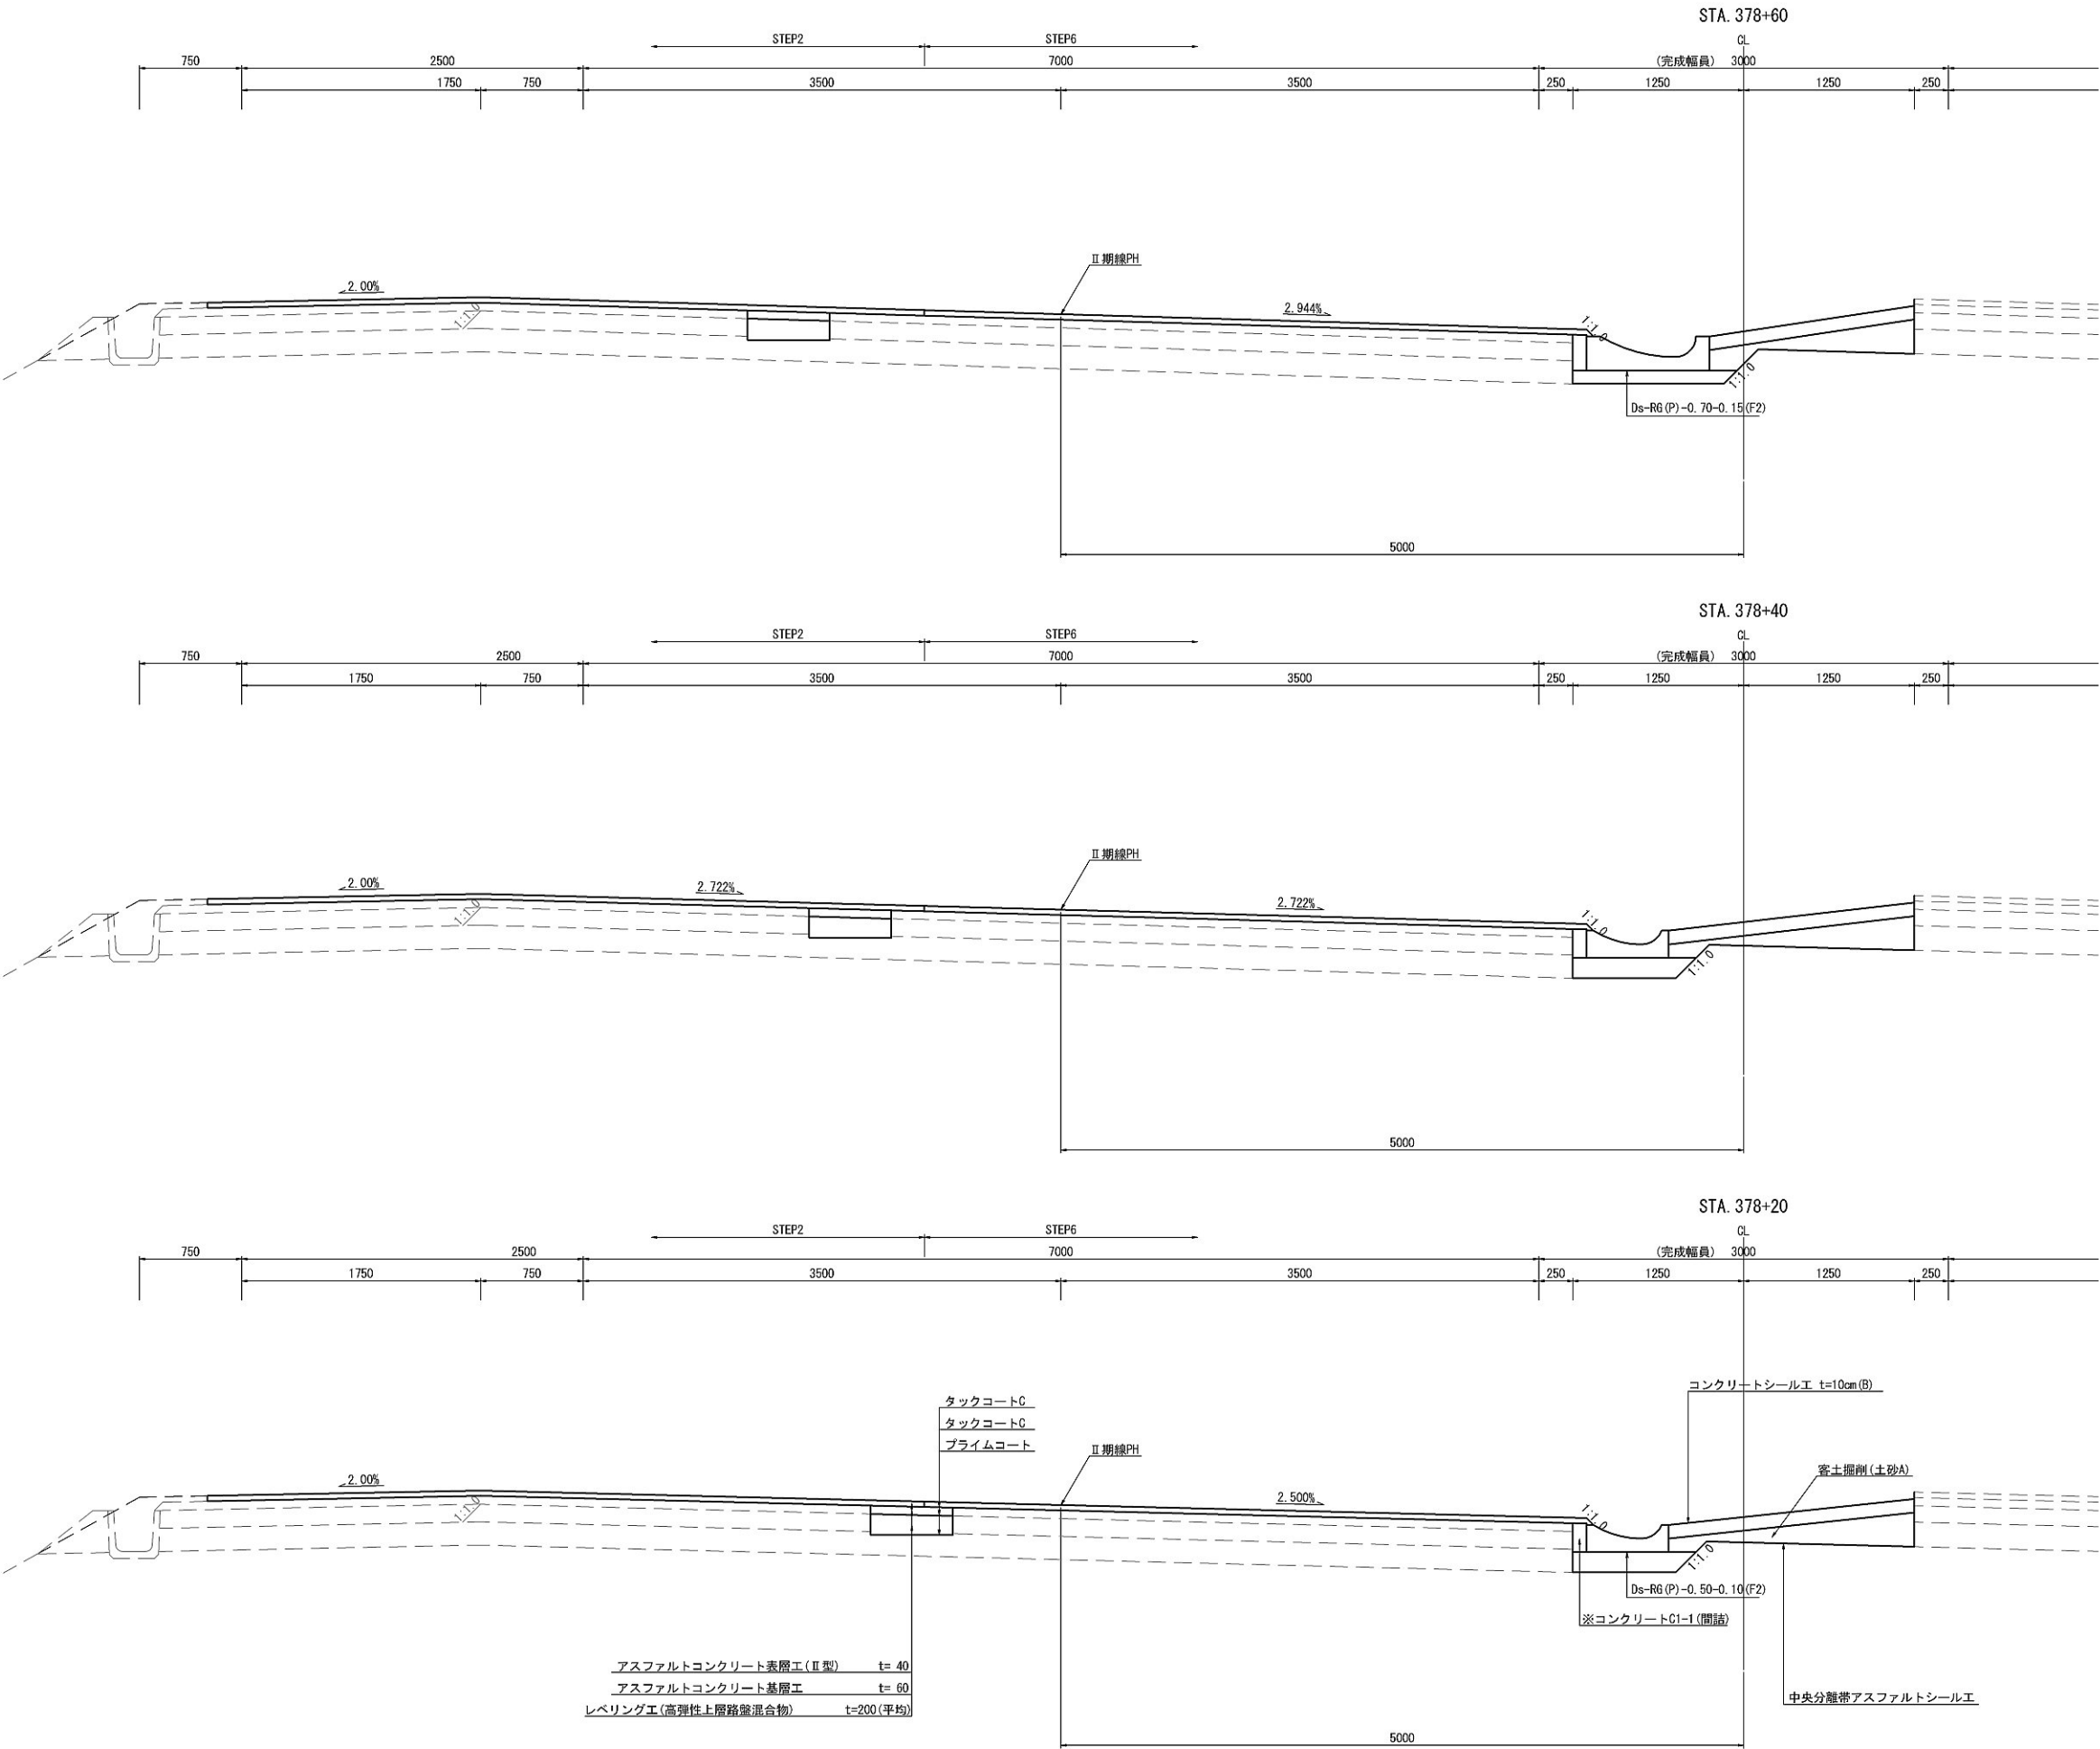 STA. 378+60
CL
STEP2 STEP6
750 2500 7000 (完成幅員) 3000
1750 750 3500 3500 250 1250 1250 250
Ⅱ期線PH
2.00%
2.944%
1:1.0
1:1.0
1:1.0
Ds-RG(P)-0.70-0.15(F2)
5000
STA. 378+40
CL
STEP2 STEP6
750 2500 7000 (完成幅員) 3000
1750 750 3500 3500 250 1250 1250 250
Ⅱ期線PH
2.00%
2.722%
2.722%
1:1.0
1:1.0
1:1.0
5000
STA. 378+20
CL
STEP2 STEP6
750 2500 7000 (完成幅員) 3000
1750 750 3500 3500 250 1250 1250 250
コンクリートシール工 t=10cm(B)
タックコートC
タックコートC
プライムコート
Ⅱ期線PH
客土掘削(土砂A)
2.00%
2.500%
1:1.0
1:1.0
1:1.0
Ds-RG(P)-0.50-0.10(F2)
※コンクリートC1-1(間詰)
アスファルトコンクリート表層工(Ⅱ型) t= 40
アスファルトコンクリート基層工 t= 60
レベリング工(高弾性上層路盤混合物) t=200(平均)
中央分離帯アスファルトシール工
5000